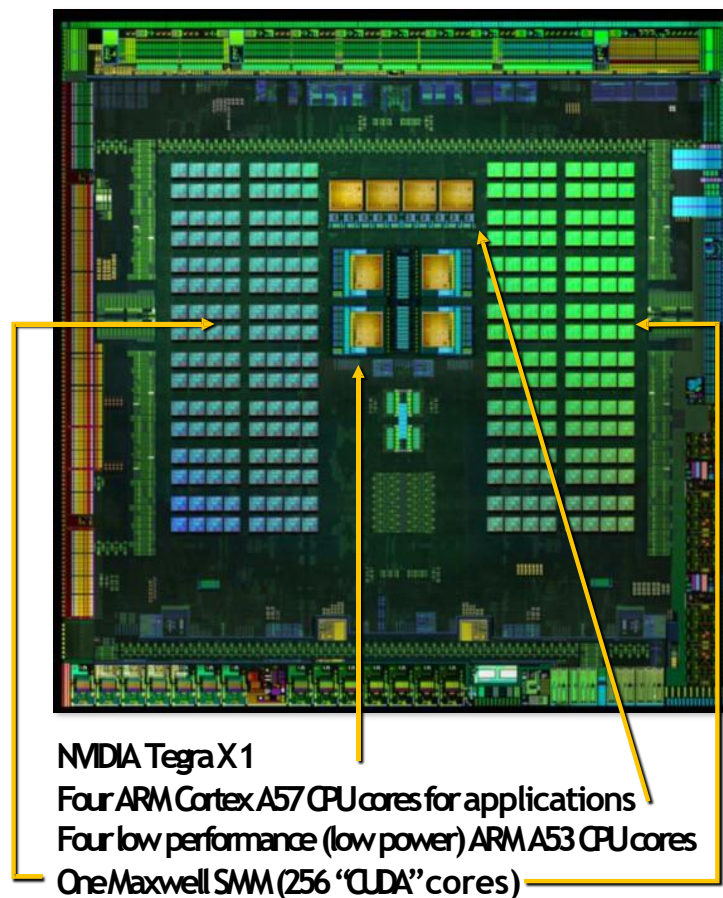 NVIDIA Tegra X1
Four ARM Cortex A57 CPU cores for applications
Four low performance (low power) ARM A53 CPU cores
One Maxwell SMM (256 “CUDA” cores)